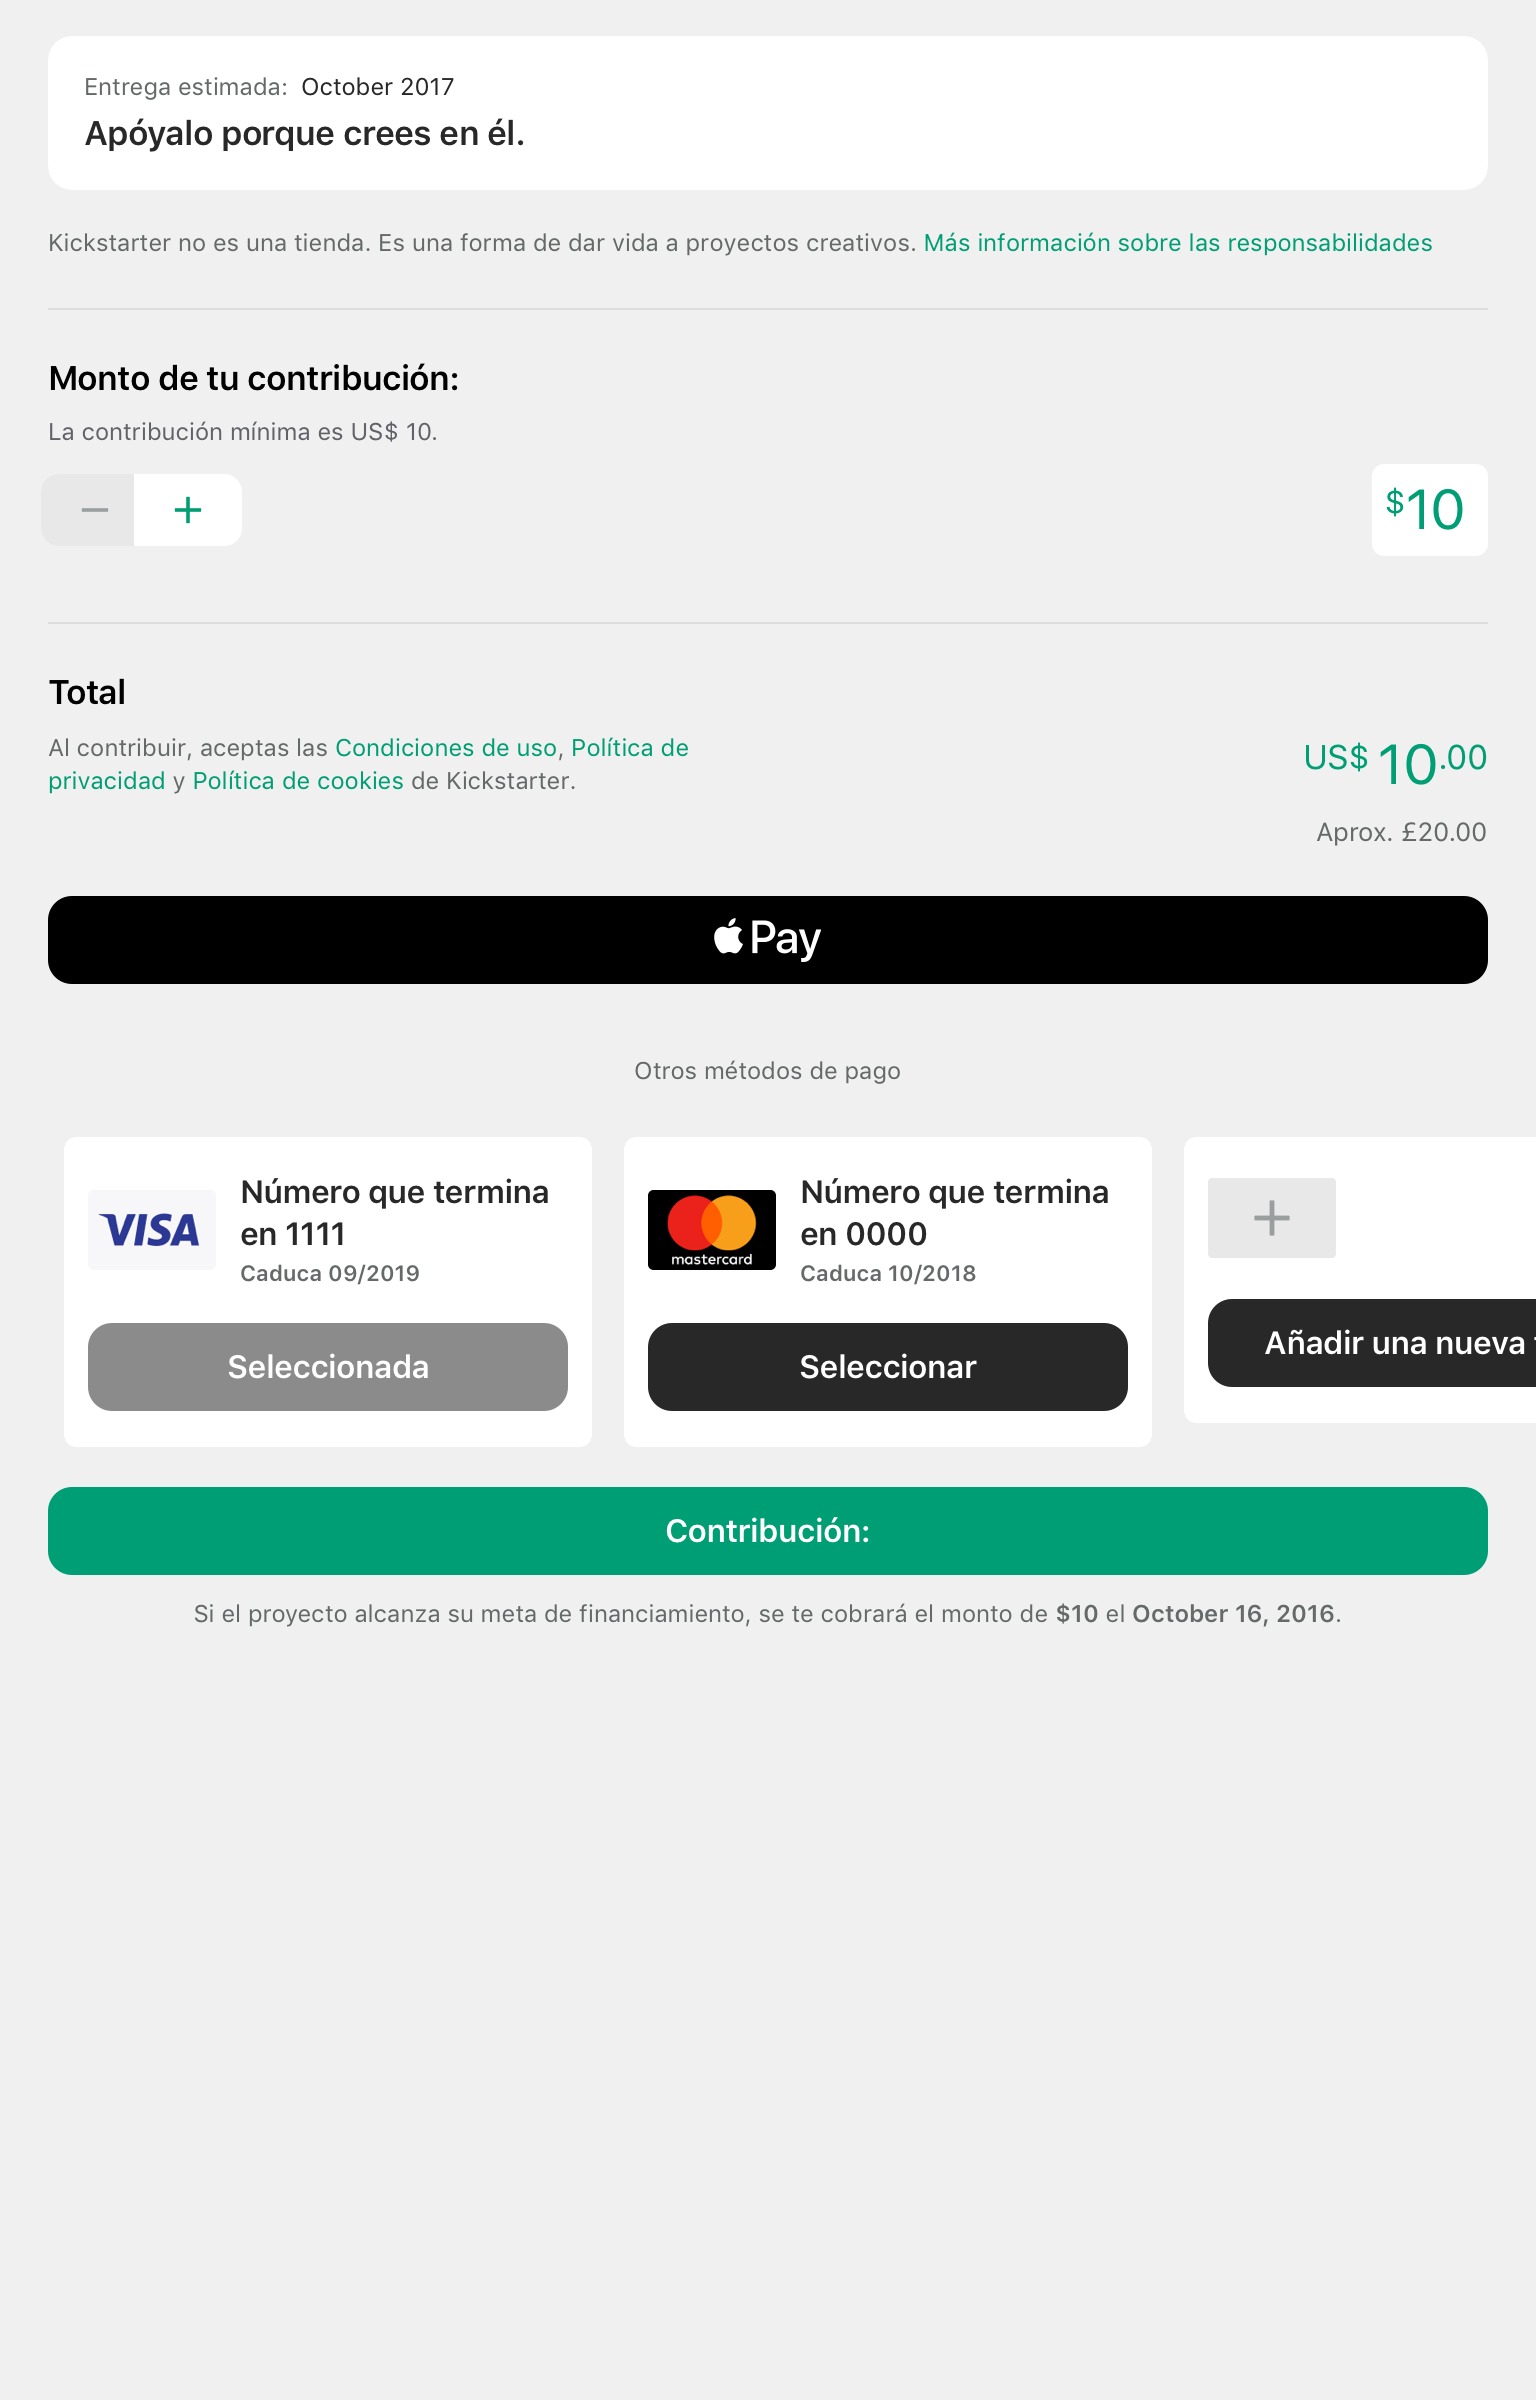 Entrega estimada: October 2017
Apóyalo porque crees en él.
Kickstarter no es una tienda. Es una forma de dar vida a proyectos creativos. Más información sobre las responsabilidades
Monto de tu contribución:
La contribución mínima es US$ 10.
− +
$10
Total
Al contribuir, aceptas las Condiciones de uso, Política de
privacidad y Política de cookies de Kickstarter.
US$ 10.00
Aprox. £20.00
Pay
Otros métodos de pago
VISA
Número que termina
en 1111
Caduca 09/2019
Seleccionada
mastercard
Número que termina
en 0000
Caduca 10/2018
Seleccionar
+
Añadir una nueva
Contribución:
Si el proyecto alcanza su meta de financiamiento, se te cobrará el monto de $10 el October 16, 2016.